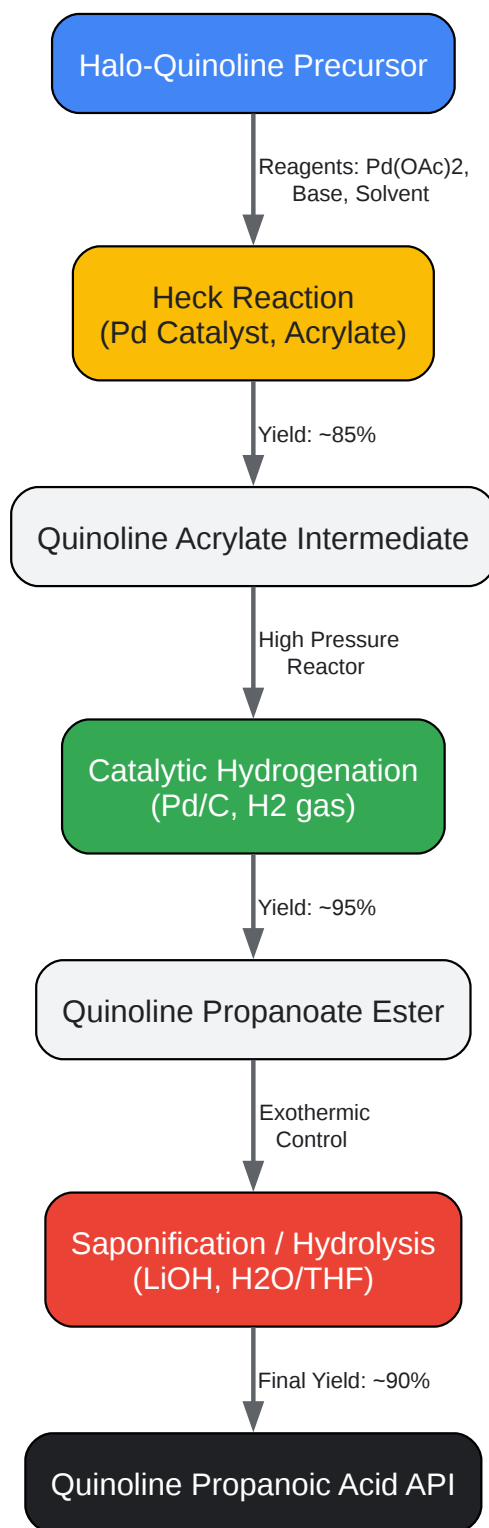 Halo-Quinoline Precursor
Reagents: Pd(OAc)2,
Base, Solvent
Heck Reaction
(Pd Catalyst, Acrylate)
Yield: ~85%
Quinoline Acrylate Intermediate
High Pressure
Reactor
Catalytic Hydrogenation
(Pd/C, H2 gas)
Yield: ~95%
Quinoline Propanoate Ester
Exothermic
Control
Saponification / Hydrolysis
(LiOH, H2O/THF)
Final Yield: ~90%
Quinoline Propanoic Acid API